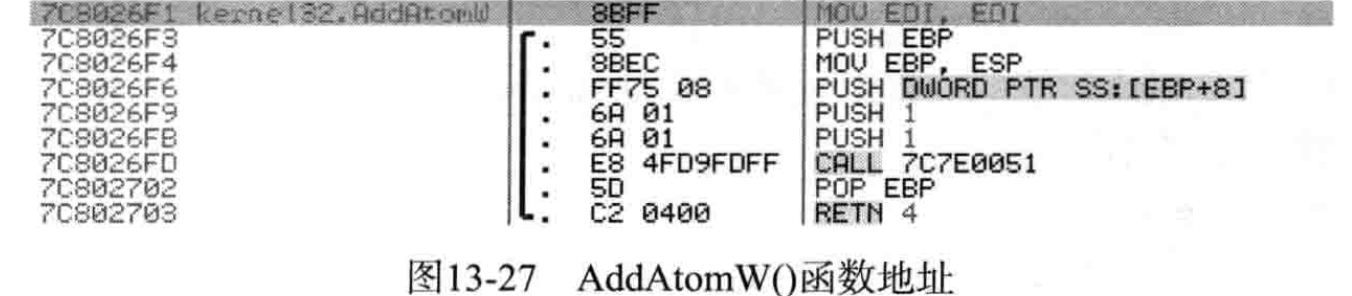 7C8026F1 kernel32.AddAtomW 8BFF MOV EDI, EDI
7C8026F3 . 55 PUSH EBP
7C8026F4 . 8BEC MOV EBP, ESP
7C8026F6 . FF75 08 PUSH DWORD PTR SS:[EBP+8]
7C8026F9 . 6A 01 PUSH 1
7C8026FB . 6A 01 PUSH 1
7C8026FD . E8 4FD9FDFF CALL 7C7E0051
7C802702 . 5D POP EBP
7C802703 . C2 0400 RETN 4
图13-27 AddAtomW()函数地址